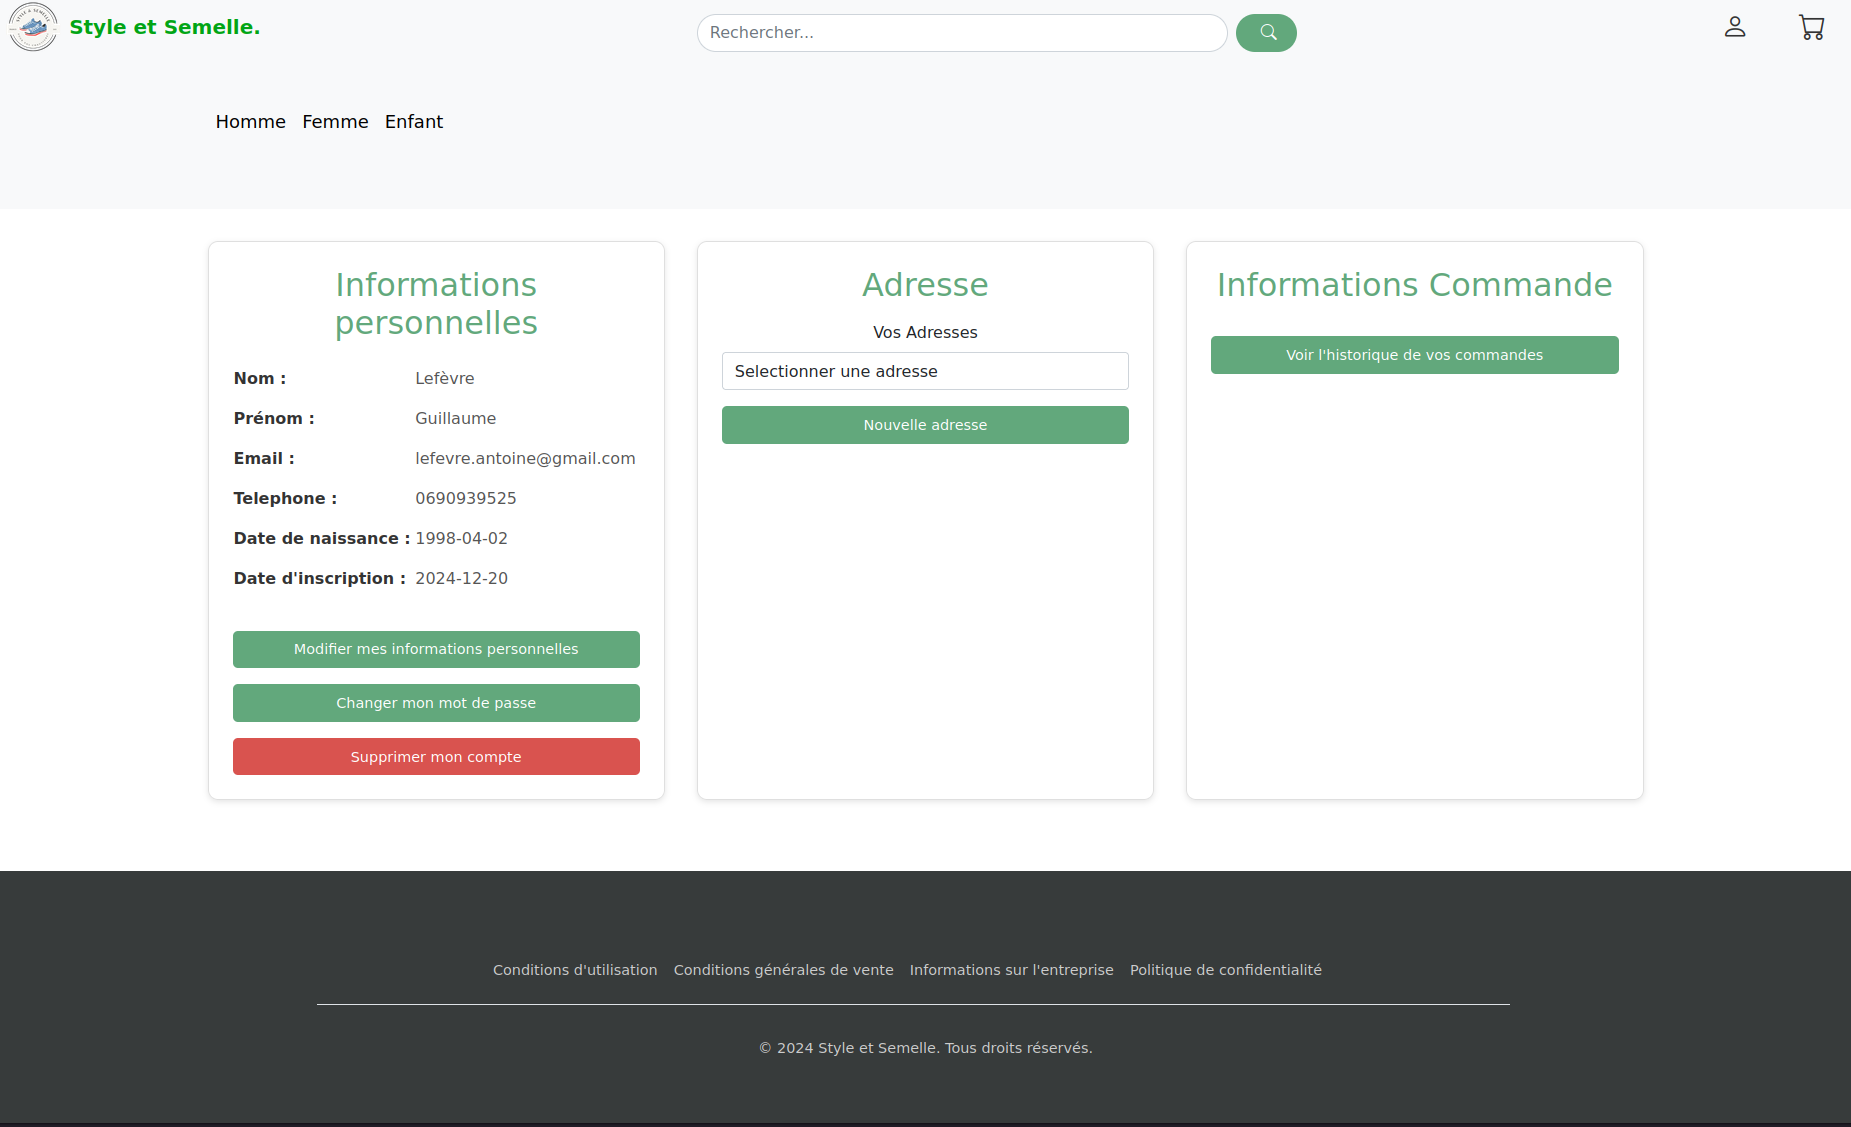 STYLE & SEMELLE
Style et Semelle.
Rechercher...
Homme Femme Enfant
Informations
personnelles
Nom : Lefèvre
Prénom : Guillaume
Email : lefevre.antoine@gmail.com
Telephone : 0690939525
Date de naissance : 1998-04-02
Date d'inscription : 2024-12-20
Modifier mes informations personnelles
Changer mon mot de passe
Supprimer mon compte
Adresse
Vos Adresses
Selectionner une adresse
Nouvelle adresse
Informations Commande
Voir l'historique de vos commandes
Conditions d'utilisation Conditions générales de vente Informations sur l'entreprise Politique de confidentialité
© 2024 Style et Semelle. Tous droits réservés.